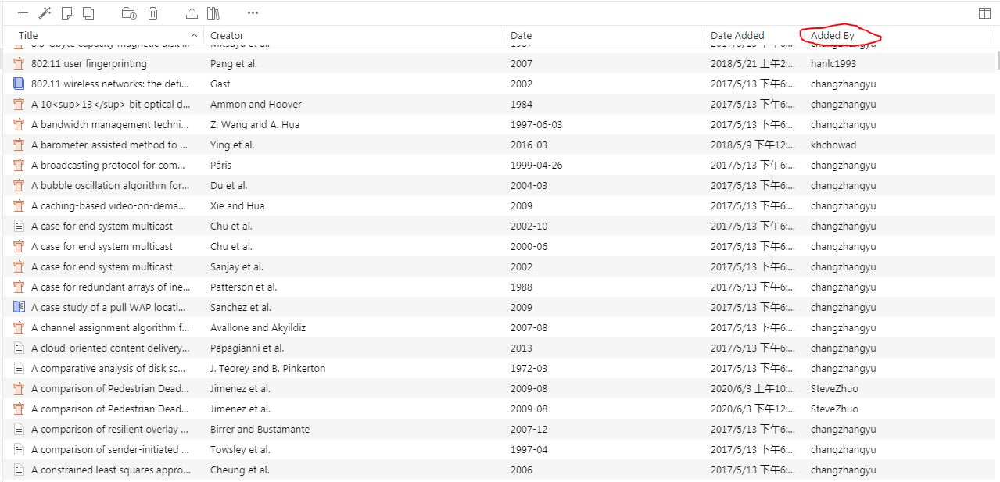 Title Creator Date Date Added Added By
802.11 user fingerprinting Pang et al. 2007 2018/5/21 上午2:... hanlc1993
802.11 wireless networks: the defi... Gast 2002 2017/5/13 下午6:... changzhangyu
A 10<sup>13</sup> bit optical d... Ammon and Hoover 1984 2017/5/13 下午6:... changzhangyu
A bandwidth management techni... Z. Wang and A. Hua 1997-06-03 2017/5/13 下午6:... changzhangyu
A barometer-assisted method to ... Ying et al. 2016-03 2018/5/9 下午12:... khchowad
A broadcasting protocol for com... Pâris 1999-04-26 2017/5/13 下午6:... changzhangyu
A bubble oscillation algorithm for... Du et al. 2004-03 2017/5/13 下午6:... changzhangyu
A caching-based video-on-dema... Xie and Hua 2009 2017/5/13 下午6:... changzhangyu
A case for end system multicast Chu et al. 2002-10 2017/5/13 下午6:... changzhangyu
A case for end system multicast Chu et al. 2000-06 2017/5/13 下午6:... changzhangyu
A case for end system multicast Sanjay et al. 2002 2017/5/13 下午6:... changzhangyu
A case for redundant arrays of ine... Patterson et al. 1988 2017/5/13 下午6:... changzhangyu
A case study of a pull WAP locati... Sanchez et al. 2009 2017/5/13 下午6:... changzhangyu
A channel assignment algorithm f... Avallone and Akyildiz 2007-08 2017/5/13 下午6:... changzhangyu
A cloud-oriented content delivery... Papagianni et al. 2013 2017/5/13 下午6:... changzhangyu
A comparative analysis of disk sc... J. Teorey and B. Pinkerton 1972-03 2017/5/13 下午6:... changzhangyu
A comparison of Pedestrian Dead... Jimenez et al. 2009-08 2020/6/3 上午10:... SteveZhuo
A comparison of Pedestrian Dead... Jimenez et al. 2009-08 2020/6/3 下午12:... SteveZhuo
A comparison of resilient overlay ... Birrer and Bustamante 2007-12 2017/5/13 下午6:... changzhangyu
A comparison of sender-initiated ... Towsley et al. 1997-04 2017/5/13 下午6:... changzhangyu
A constrained least squares appro... Cheung et al. 2006 2017/5/13 下午6:... changzhangyu